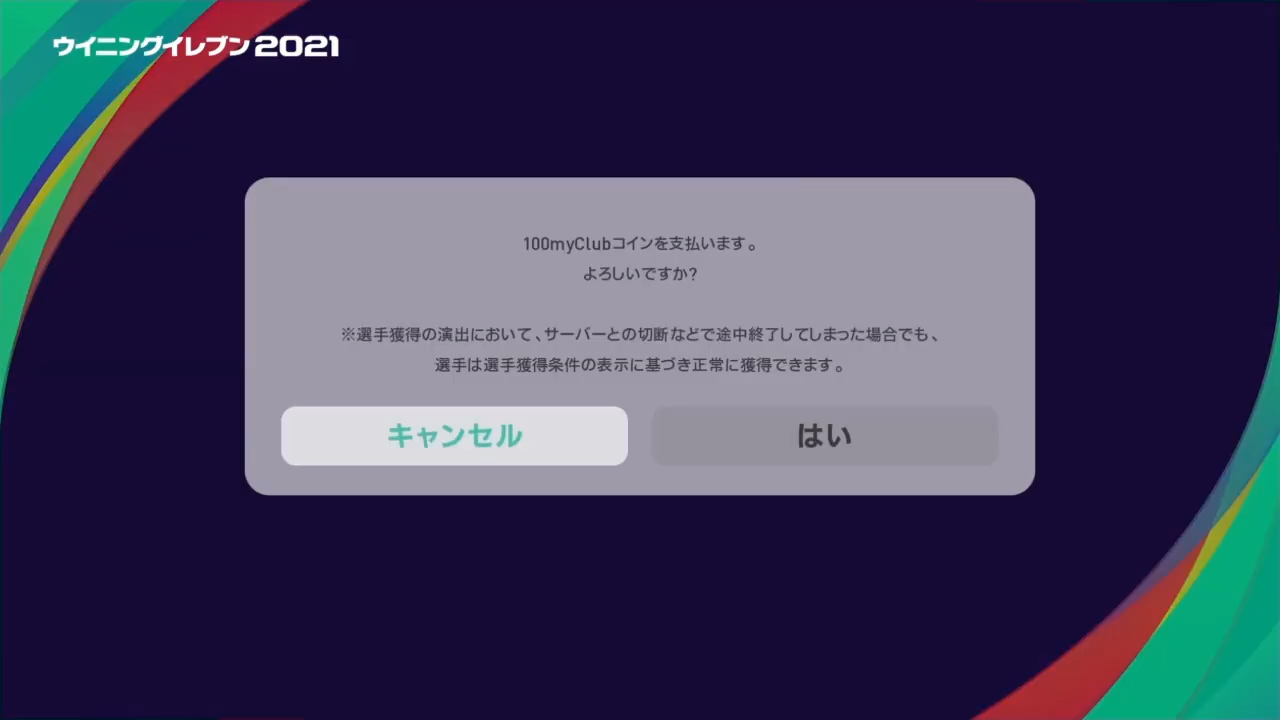 ウイニングイレブン2021
100myClubコインを支払います。
よろしいですか?
※選手獲得の演出において、サーバーとの切断などで途中終了してしまった場合でも、
選手は選手獲得条件の表示に基づき正常に獲得できます。
キャンセル
はい